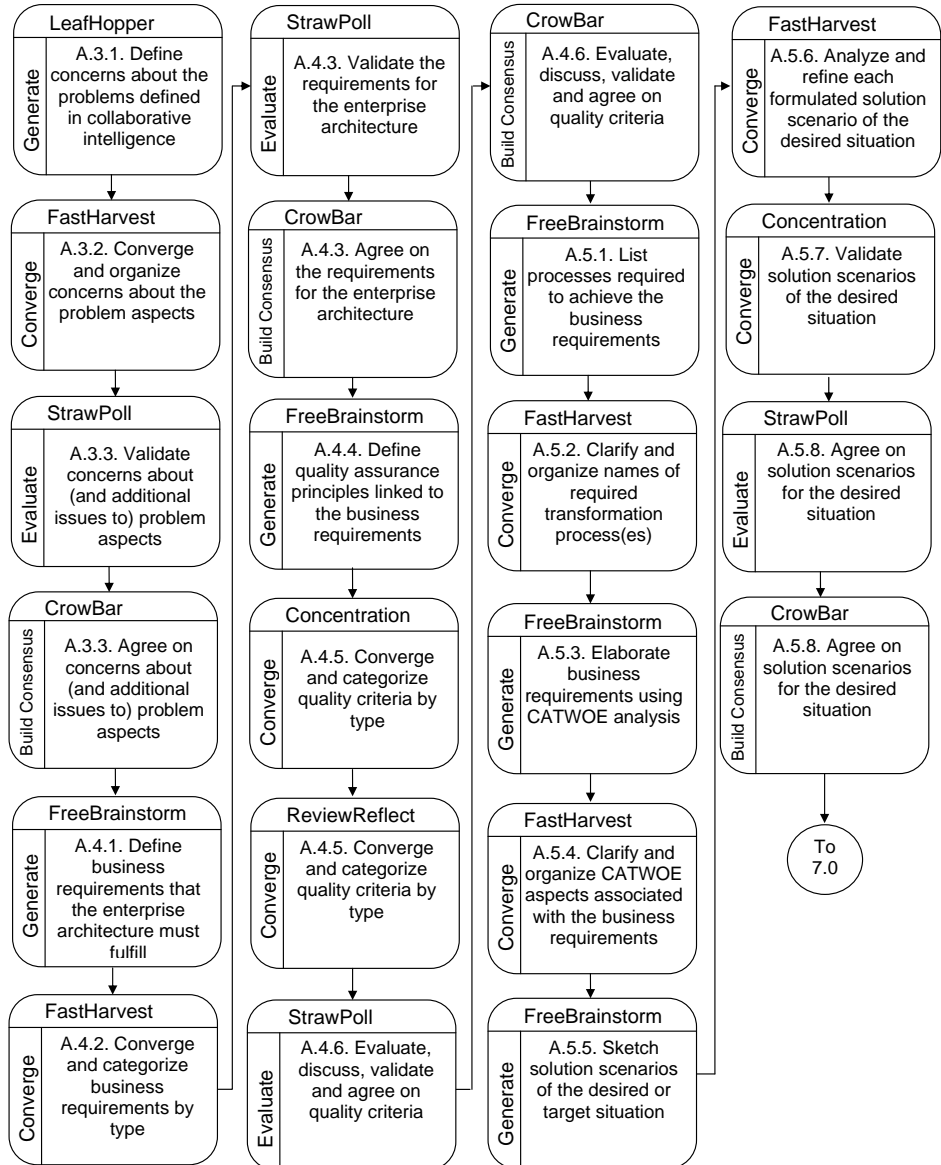 LeafHopper
Generate
A.3.1. Define
concerns about the
problems defined
in collaborative
intelligence
FastHarvest
Converge
A.3.2. Converge
and organize
concerns about the
problem aspects
StrawPoll
Evaluate
A.3.3. Validate
concerns about
(and additional
issues to) problem
aspects
CrowBar
Build Consensus
A.3.3. Agree on
concerns about
(and additional
issues to) problem
aspects
FreeBrainstorm
Generate
A.4.1. Define
business
requirements that
the enterprise
architecture must
fulfill
FastHarvest
Converge
A.4.2. Converge
and categorize
business
requirements by
type
StrawPoll
Evaluate
A.4.3. Validate the
requirements for
the enterprise
architecture
CrowBar
Build Consensus
A.4.3. Agree on
the requirements
for the enterprise
architecture
FreeBrainstorm
Generate
A.4.4. Define
quality assurance
principles linked to
the business
requirements
Concentration
Converge
A.4.5. Converge
and categorize
quality criteria by
type
ReviewReflect
Converge
A.4.5. Converge
and categorize
quality criteria by
type
StrawPoll
Evaluate
A.4.6. Evaluate,
discuss, validate
and agree on
quality criteria
CrowBar
Build Consensus
A.4.6. Evaluate,
discuss, validate
and agree on
quality criteria
FreeBrainstorm
Generate
A.5.1. List
processes required
to achieve the
business
requirements
FastHarvest
Converge
A.5.2. Clarify and
organize names of
required
transformation
process(es)
FreeBrainstorm
Generate
A.5.3. Elaborate
business
requirements using
CATWOE analysis
FastHarvest
Converge
A.5.4. Clarify and
organize CATWOE
aspects associated
with the business
requirements
FreeBrainstorm
Generate
A.5.5. Sketch
solution scenarios
of the desired or
target situation
FastHarvest
Converge
A.5.6. Analyze and
refine each
formulated solution
scenario of the
desired situation
Concentration
Converge
A.5.7. Validate
solution scenarios
of the desired
situation
StrawPoll
Evaluate
A.5.8. Agree on
solution scenarios
for the desired
situation
CrowBar
Build Consensus
A.5.8. Agree on
solution scenarios
for the desired
situation
To
7.0